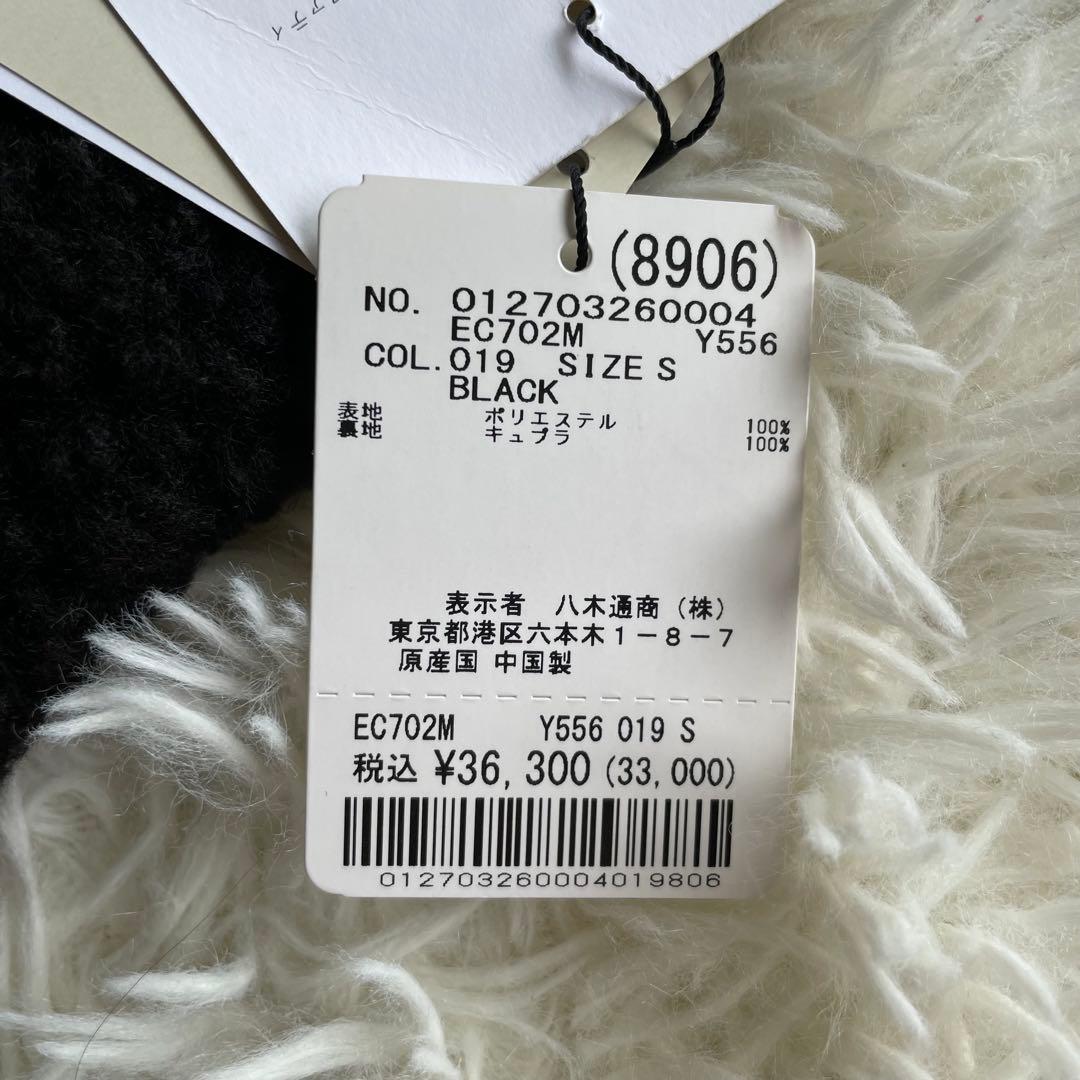 (8906)
NO. 012703260004
EC702M Y556
COL.019 SIZE S
BLACK
表地 ポリエステル 100%
裏地 キュプラ 100%
表示者 八木通商(株)
東京都港区六本木1-8-7
原産国 中国製
EC702M Y556 019 S
税込 ¥36,300(33,000)
012703260004019806